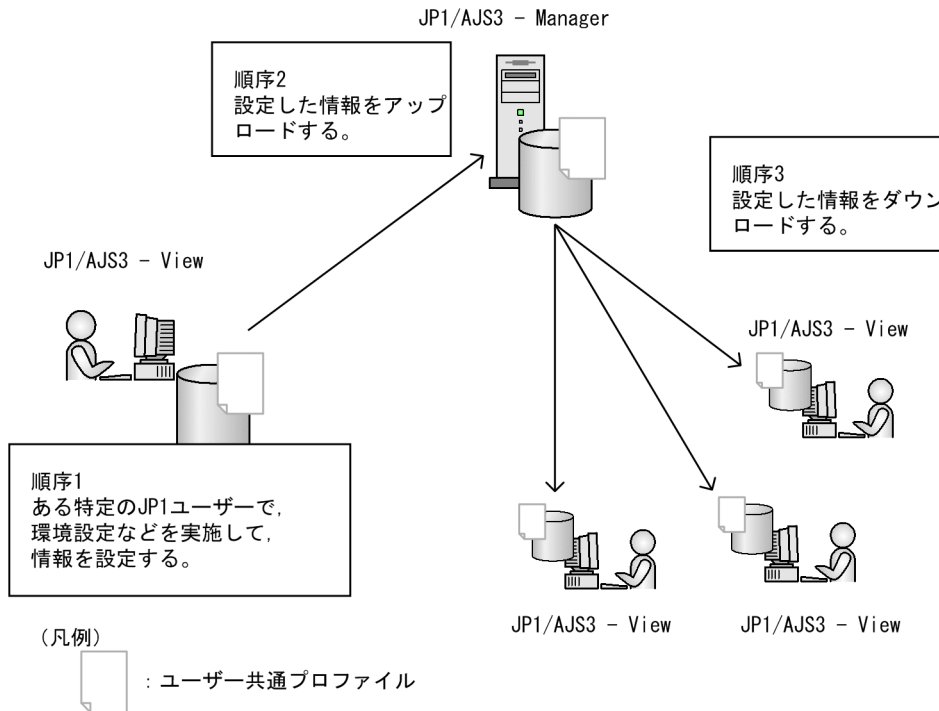 JP1/AJS3 - Manager
順序2
設定した情報をアップ
ロードする。
順序3
設定した情報をダウン
ロードする。
JP1/AJS3 - View
JP1/AJS3 - View
順序1
ある特定のJP1ユーザーで,
環境設定などを実施して,
情報を設定する。
JP1/AJS3 - View
JP1/AJS3 - View
(凡例)
:ユーザー共通プロファイル